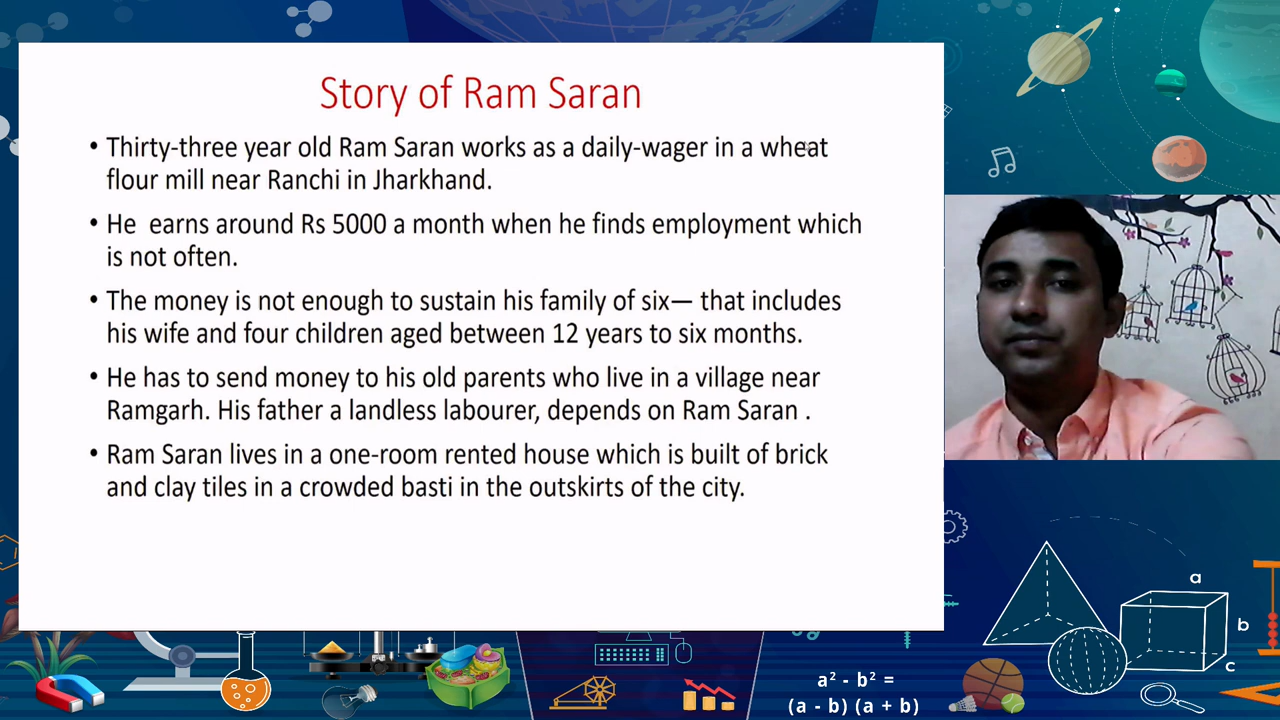 Story of Ram Saran
• Thirty-three year old Ram Saran works as a daily-wager in a wheat
flour mill near Ranchi in Jharkhand.
• He earns around Rs 5000 a month when he finds employment which
is not often.
• The money is not enough to sustain his family of six— that includes
his wife and four children aged between 12 years to six months.
• He has to send money to his old parents who live in a village near
Ramgarh. His father a landless labourer, depends on Ram Saran .
• Ram Saran lives in a one-room rented house which is built of brick
and clay tiles in a crowded basti in the outskirts of the city.
a
b
c
a² - b² =
(a - b) (a + b)